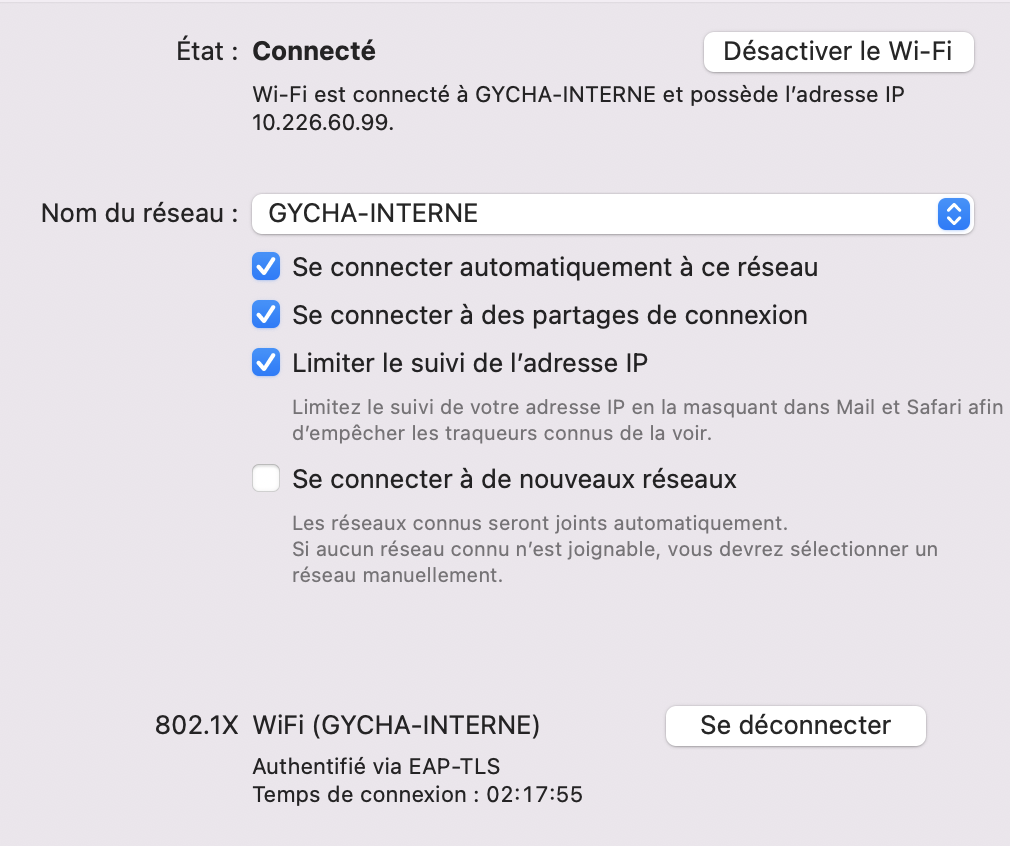 État : Connecté
Désactiver le Wi-Fi
Wi-Fi est connecté à GYCHA-INTERNE et possède l’adresse IP
10.226.60.99.
Nom du réseau : GYCHA-INTERNE
Se connecter automatiquement à ce réseau
Se connecter à des partages de connexion
Limiter le suivi de l’adresse IP
Limitez le suivi de votre adresse IP en la masquant dans Mail et Safari afin
d’empêcher les traqueurs connus de la voir.
Se connecter à de nouveaux réseaux
Les réseaux connus seront joints automatiquement.
Si aucun réseau connu n’est joignable, vous devrez sélectionner un
réseau manuellement.
802.1X WiFi (GYCHA-INTERNE)
Se déconnecter
Authentifié via EAP-TLS
Temps de connexion : 02:17:55